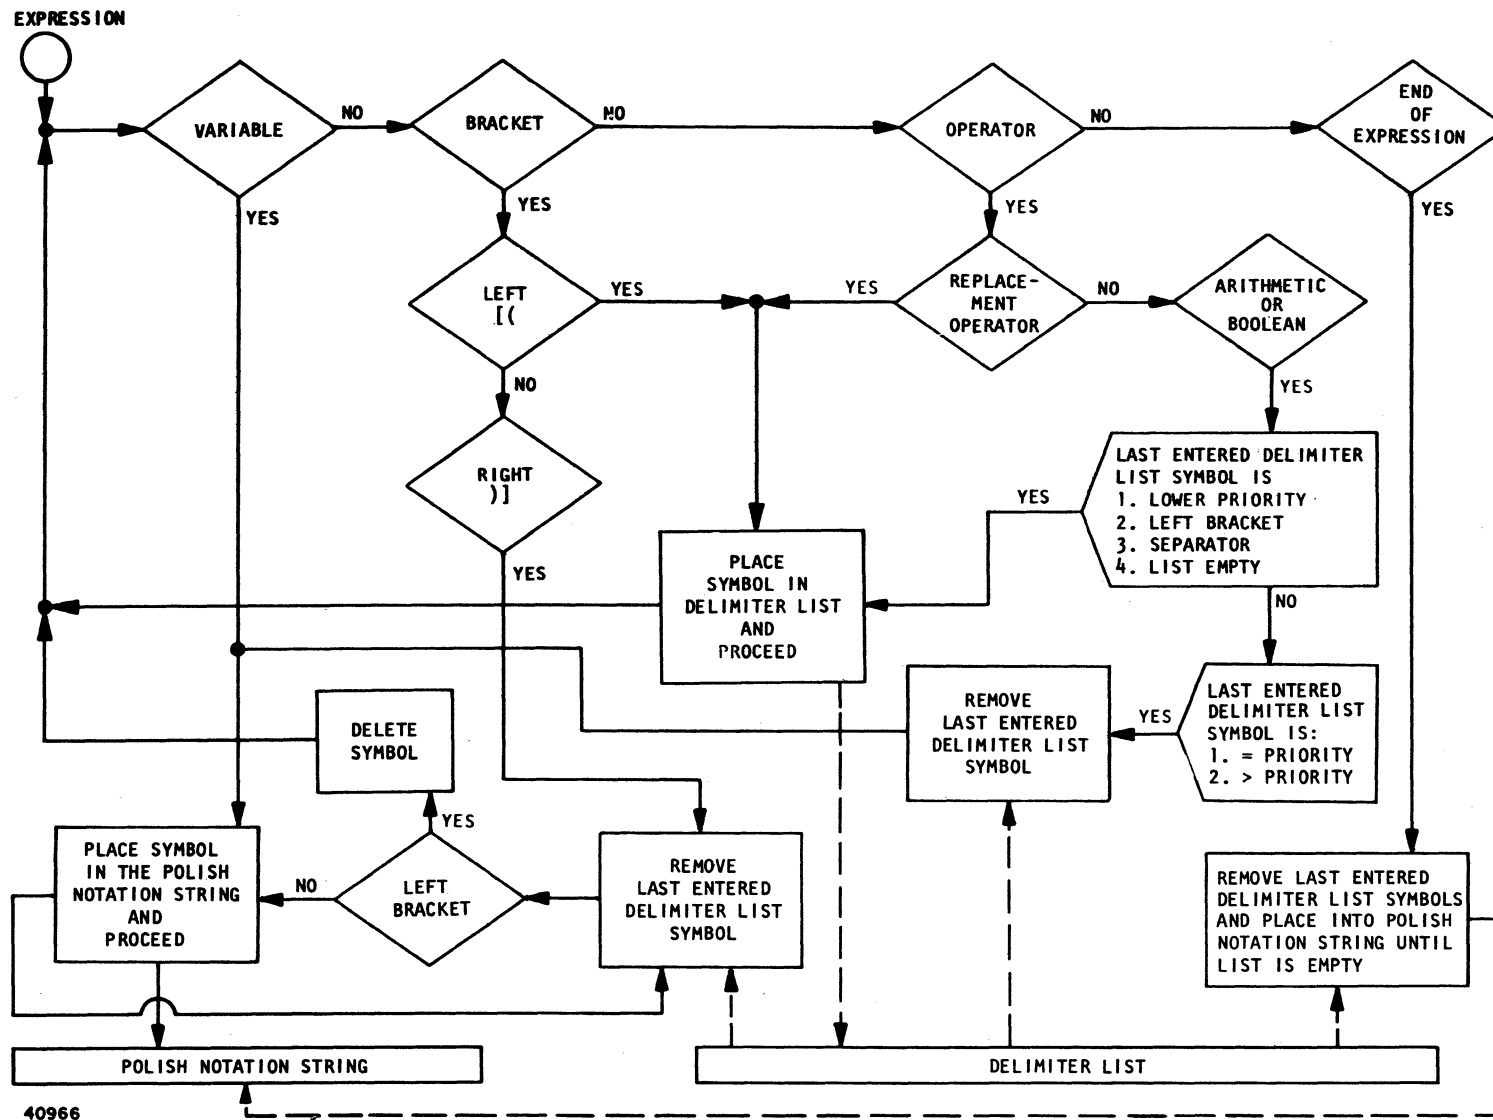 EXPRESSION
VARIABLE
NO
BRACKET
NO
OPERATOR
NO
END
OF
EXPRESSION
YES
YES
YES
YES
LEFT
[(
YES
YES
REPLACE-
MENT
OPERATOR
NO
ARITHMETIC
OR
BOOLEAN
NO
YES
RIGHT
)]
YES
YES
LAST ENTERED DELIMITER
LIST SYMBOL IS
1. LOWER PRIORITY
2. LEFT BRACKET
3. SEPARATOR
4. LIST EMPTY
NO
PLACE
SYMBOL IN
DELIMITER LIST
AND
PROCEED
DELETE
SYMBOL
REMOVE
LAST ENTERED
DELIMITER LIST
SYMBOL
YES
LAST ENTERED
DELIMITER LIST
SYMBOL IS:
1. = PRIORITY
2. > PRIORITY
YES
PLACE SYMBOL
IN THE POLISH
NOTATION STRING
AND
PROCEED
NO
LEFT
BRACKET
REMOVE
LAST ENTERED
DELIMITER LIST
SYMBOL
REMOVE LAST ENTERED
DELIMITER LIST SYMBOLS
AND PLACE INTO POLISH
NOTATION STRING UNTIL
LIST IS EMPTY
POLISH NOTATION STRING
DELIMITER LIST
40966